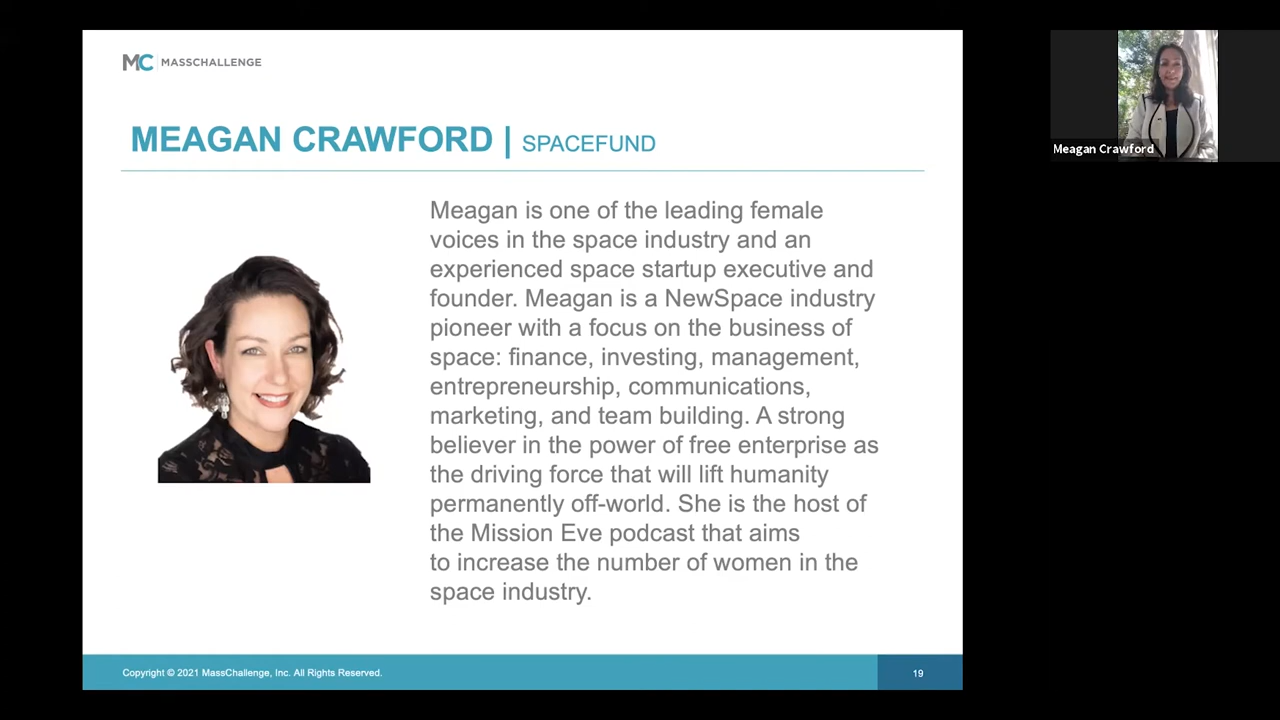 MC MASSCHALLENGE
MEAGAN CRAWFORD | SPACEFUND
Meagan is one of the leading female
voices in the space industry and an
experienced space startup executive and
founder. Meagan is a NewSpace industry
pioneer with a focus on the business of
space: finance, investing, management,
entrepreneurship, communications,
marketing, and team building. A strong
believer in the power of free enterprise as
the driving force that will lift humanity
permanently off-world. She is the host of
the Mission Eve podcast that aims
to increase the number of women in the
space industry.
Copyright © 2021 MassChallenge, Inc. All Rights Reserved.
19
Meagan Crawford